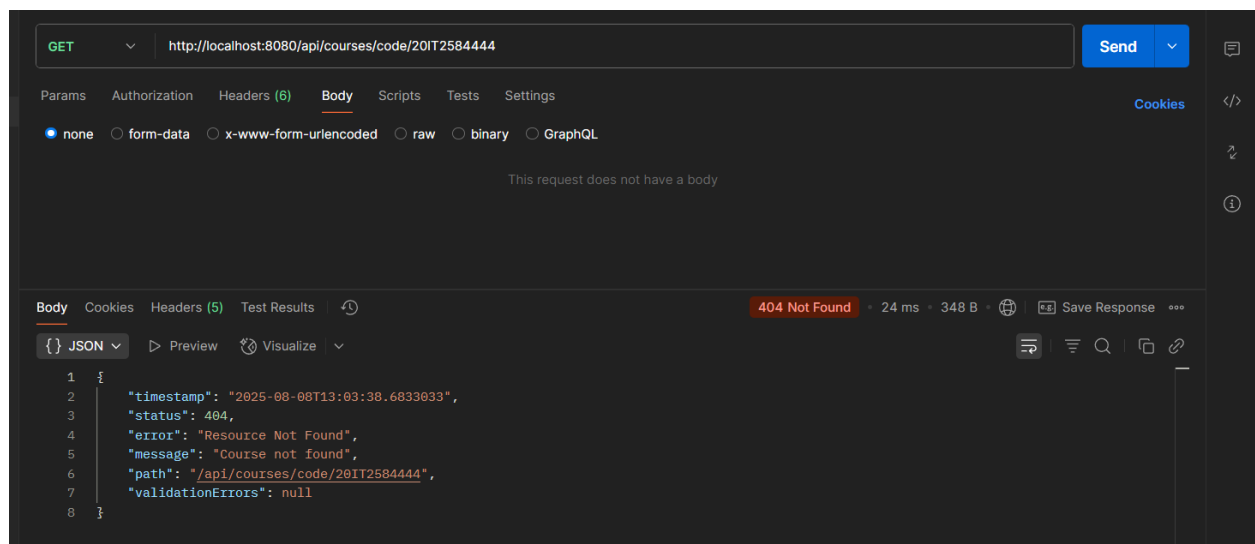 GET http://localhost:8080/api/courses/code/20IT2584444 Send
Params Authorization Headers (6) Body Scripts Tests Settings Cookies
none form-data x-www-form-urlencoded raw binary GraphQL
This request does not have a body
Body Cookies Headers (5) Test Results 404 Not Found • 24 ms • 348 B • e.g. Save Response
{} JSON Preview Visualize
1 {
2 "timestamp": "2025-08-08T13:03:38.6833033",
3 "status": 404,
4 "error": "Resource Not Found",
5 "message": "Course not found",
6 "path": "/api/courses/code/20IT2584444",
7 "validationErrors": null
8 }